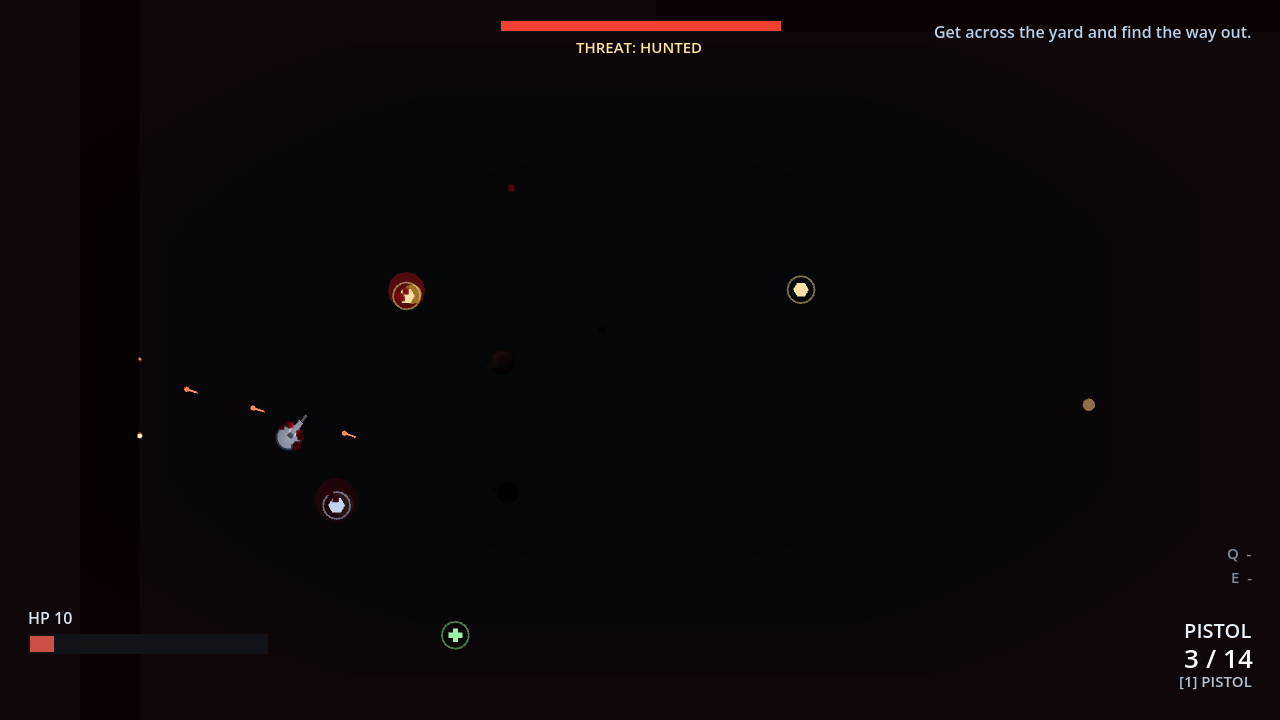 THREAT: HUNTED
Get across the yard and find the way out.
Q -
E -
HP 10
PISTOL
3 / 14
[1] PISTOL